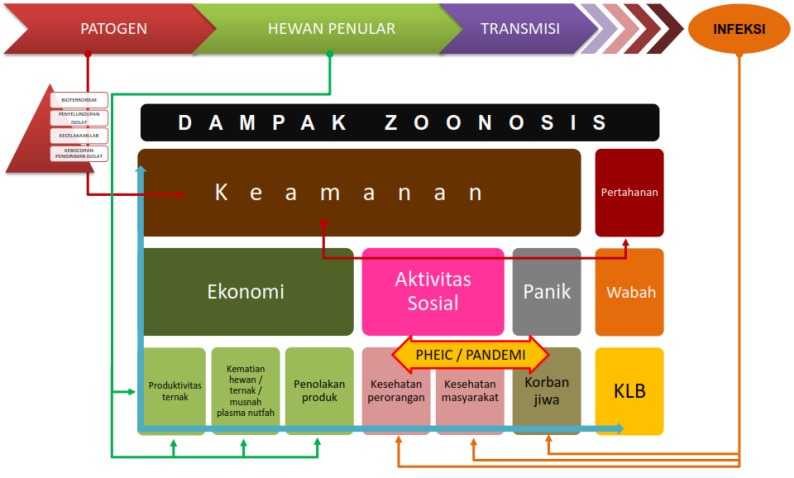 PATOGEN
HEWAN PENULAR
TRANSMISI
INFEKSI
BIOTERRORISM
PENYELUNDUPAN
ISOLAT
KECELAKAAN LAB
KEBOCORAN
PENGIRIMAN ISOLAT
DAMPAK ZOONOSIS
Keamanan
Pertahanan
Ekonomi
Aktivitas
Sosial
Panik
Wabah
PHEIC / PANDEMI
Produktivitas
ternak
Kematian
hewan /
ternak /
musnah
plasma nutfah
Penolakan
produk
Kesehatan
perorangan
Kesehatan
masyarakat
Korban
jiwa
KLB